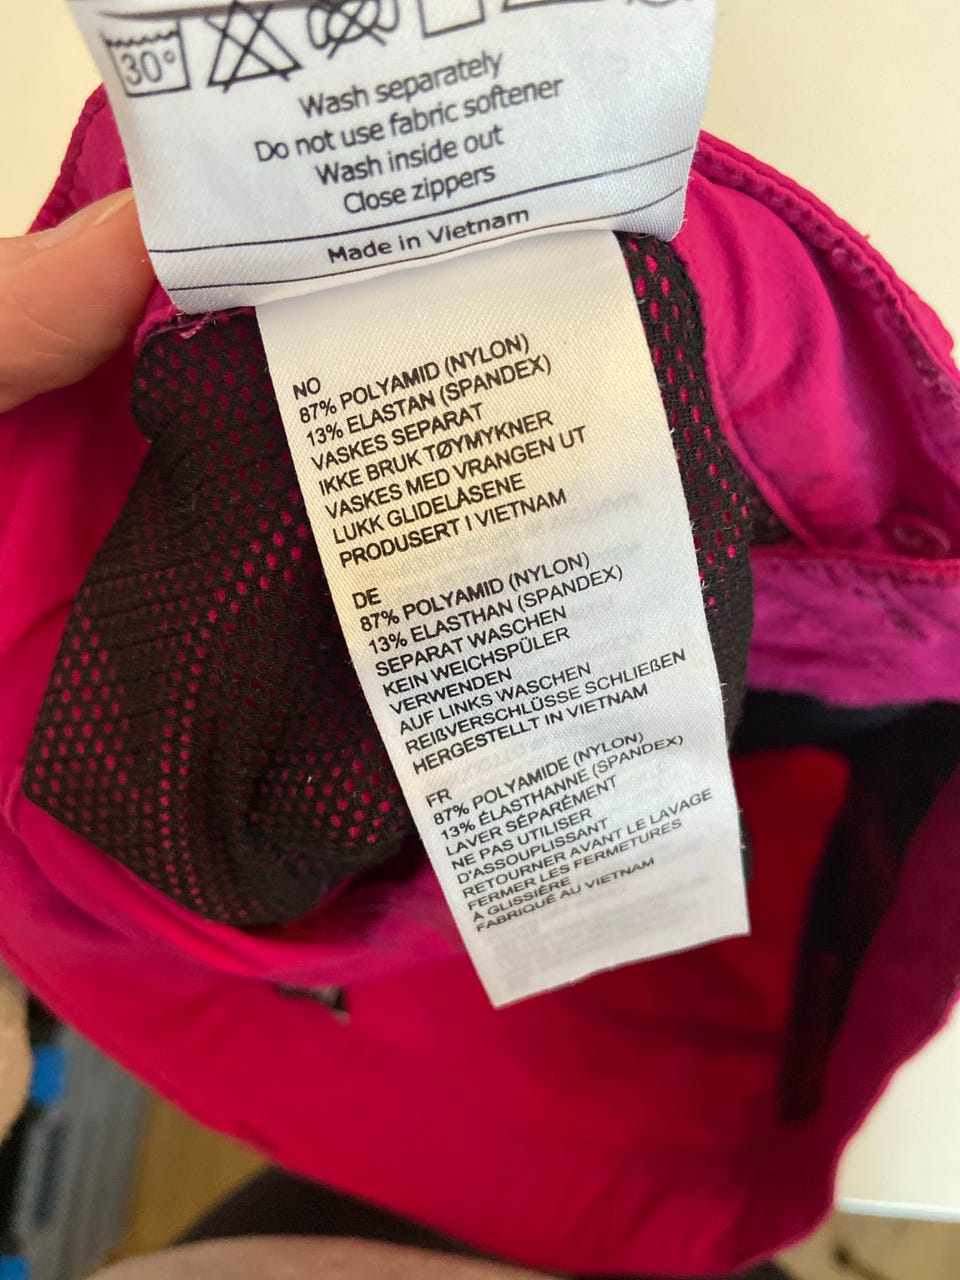 30°
Wash separately
Do not use fabric softener
Wash inside out
Close zippers
Made in Vietnam
NO
87% POLYAMID (NYLON)
13% ELASTAN (SPANDEX)
VASKES SEPARAT
IKKE BRUK TØYMYKNER
VASKES MED VRANGEN UT
LUKK GLIDELÅSENE
PRODUSERT I VIETNAM
DE
87% POLYAMID (NYLON)
13% ELASTHAN (SPANDEX)
SEPARAT WASCHEN
KEIN WEICHSPÜLER
VERWENDEN
AUF LINKS WASCHEN
REIßVERSCHLÜSSE SCHLIEßEN
HERGESTELLT IN VIETNAM
FR
87% POLYAMIDE (NYLON)
13% ÉLASTHANNE (SPANDEX)
LAVER SÉPARÉMENT
NE PAS UTILISER
D'ASSOUPLISSANT
RETOURNER AVANT LE LAVAGE
FERMER LES FERMETURES
À GLISSIÈRE
FABRIQUÉ AU VIETNAM